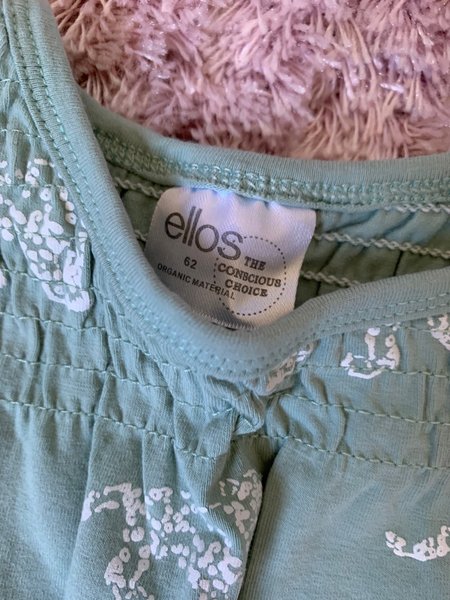 ellos
62
ORGANIC MATERIAL
THE
CONSCIOUS
CHOICE